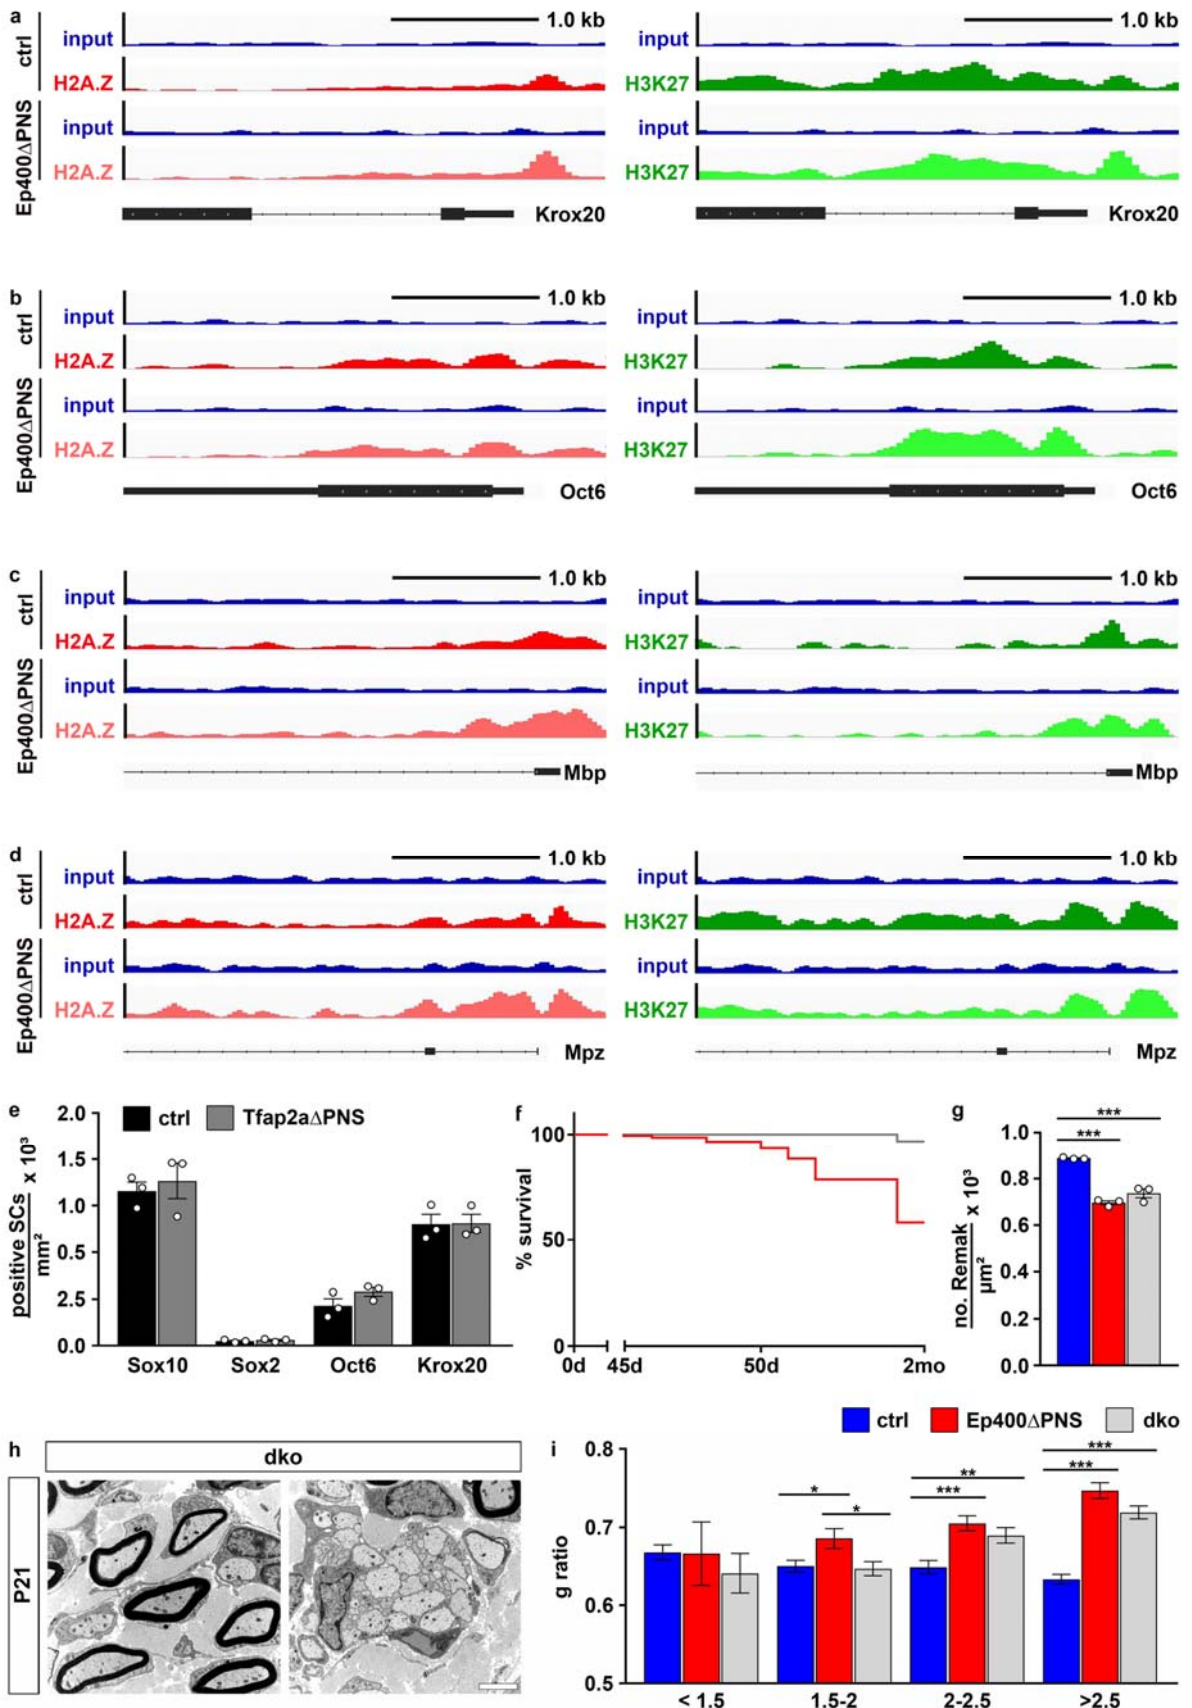 a
ctrl
Ep400ΔPNS
1.0 kb
input
H2A.Z
input
H2A.Z
Krox20
1.0 kb
input
H3K27
input
H3K27
Krox20
b
ctrl
Ep400ΔPNS
1.0 kb
input
H2A.Z
input
H2A.Z
Oct6
1.0 kb
input
H3K27
input
H3K27
Oct6
c
ctrl
Ep400ΔPNS
1.0 kb
input
H2A.Z
input
H2A.Z
Mbp
1.0 kb
input
H3K27
input
H3K27
Mbp
d
ctrl
Ep400ΔPNS
1.0 kb
input
H2A.Z
input
H2A.Z
Mpz
1.0 kb
input
H3K27
input
H3K27
Mpz
e
ctrl Tfap2aΔPNS
positive SCs
mm²
x 10³
2.0
1.5
1.0
0.5
2.5
0.0
Sox10 Sox2 Oct6 Krox20
f
% survival
100
50
0
0d 45d 50d 2mo
g
no. Remak
µm²
x 10³
1.0
0.8
0.6
0.4
0.2
0.0
***
***
h
dko
P21
i
ctrl Ep400ΔPNS dko
g ratio
0.8
0.7
0.6
0.5
*
*
**
***
***
***
< 1.5 1.5-2 2-2.5 >2.5